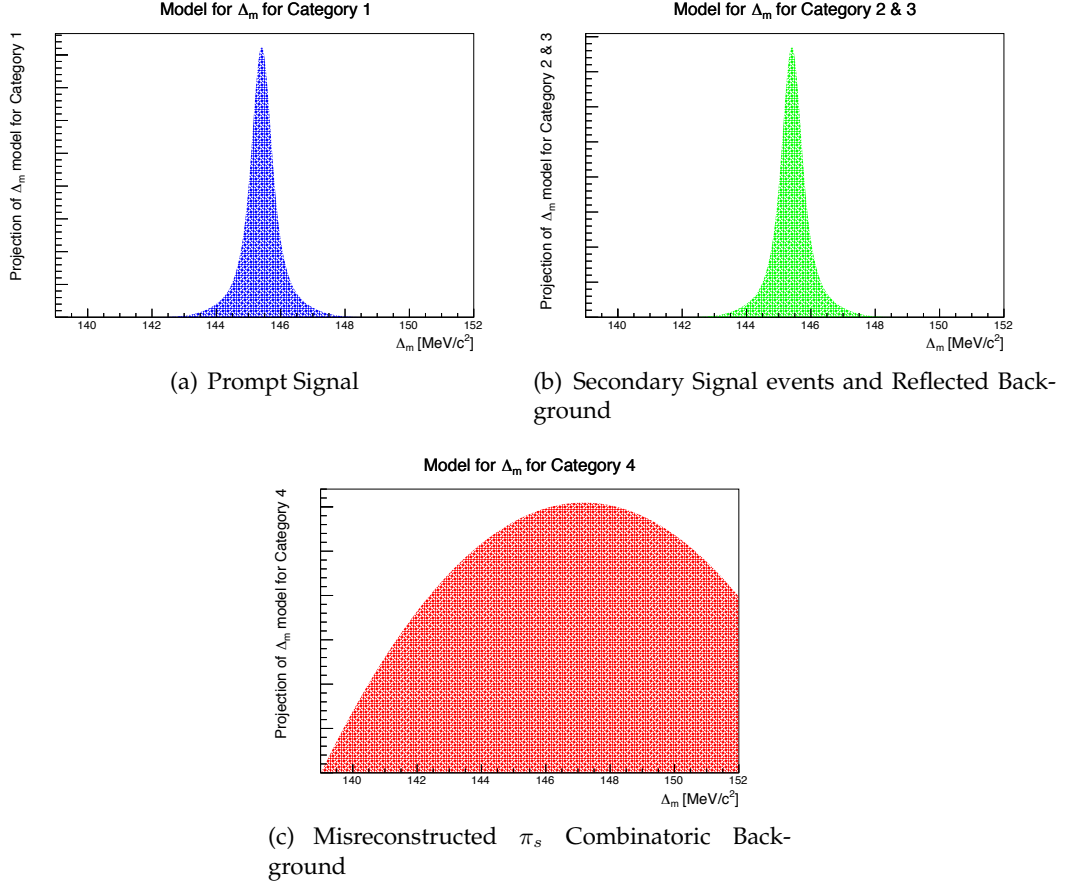 Model for Δm for Category 1
Projection of Δm model for Category 1
140 142 144 146 148 150 152
Δm [MeV/c²]
(a) Prompt Signal
Model for Δm for Category 2 & 3
Projection of Δm model for Category 2 & 3
140 142 144 146 148 150 152
Δm [MeV/c²]
(b) Secondary Signal events and Reflected Back-
ground
Model for Δm for Category 4
Projection of Δm model for Category 4
140 142 144 146 148 150 152
Δm [MeV/c²]
(c) Misreconstructed πs Combinatoric Back-
ground